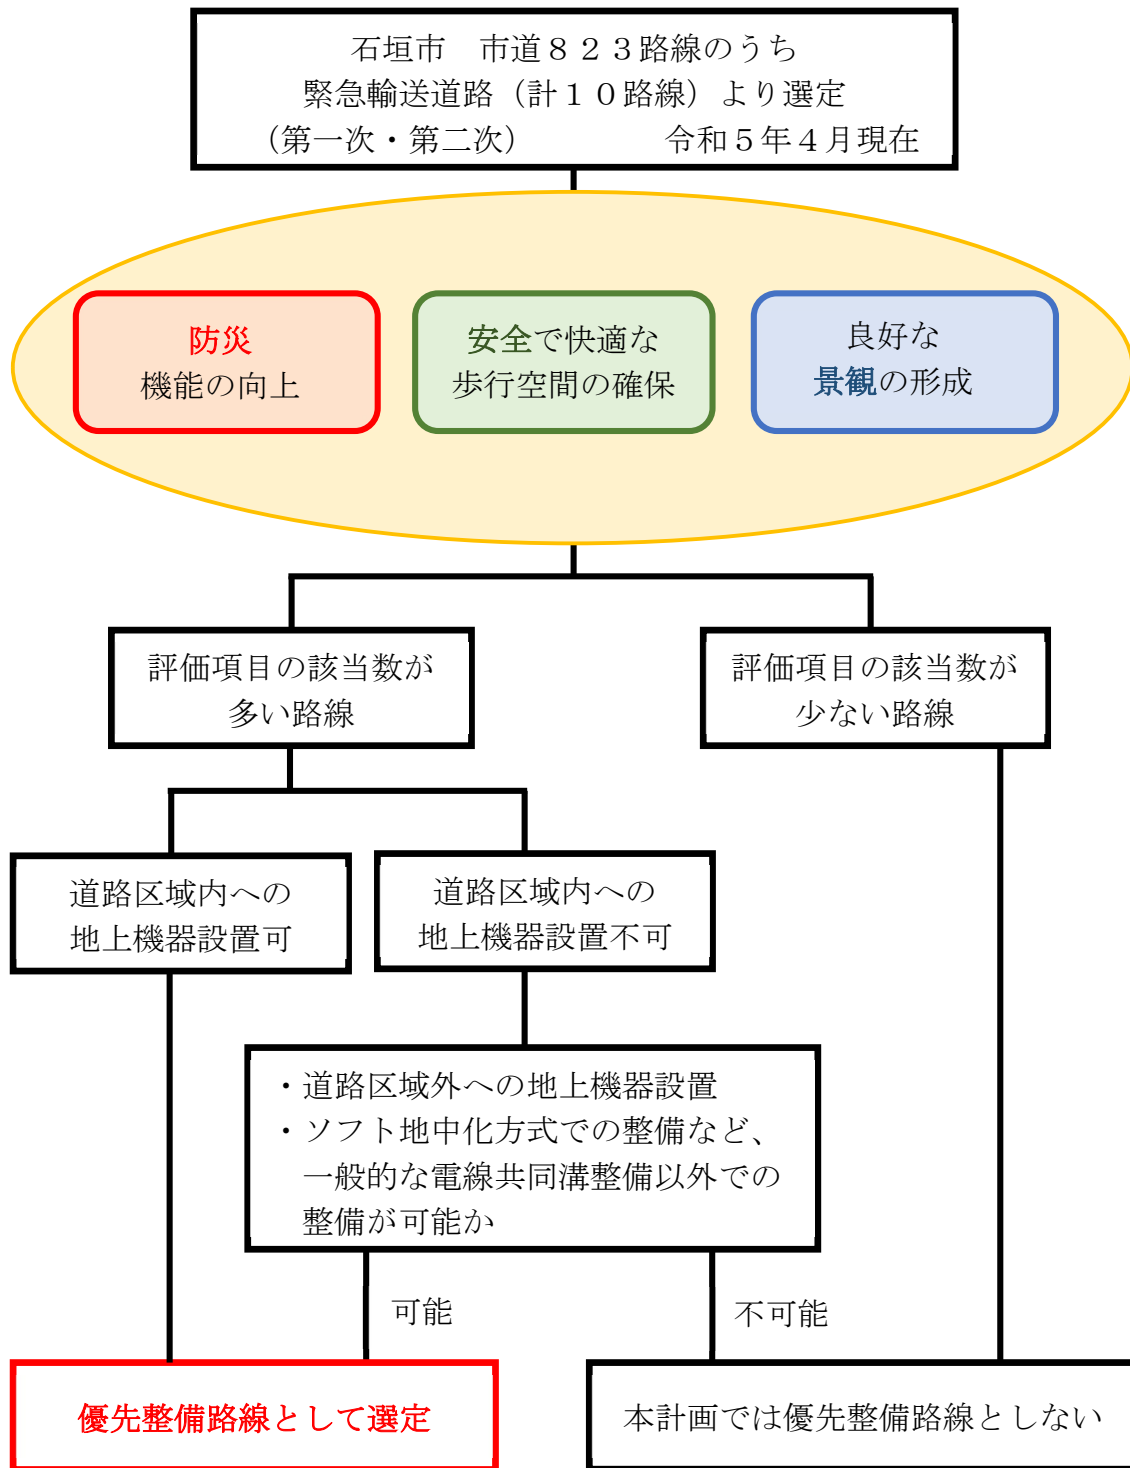 石垣市　市道８２３路線のうち
緊急輸送道路（計１０路線）より選定
（第一次・第二次）　　　　　令和５年４月現在
防災
機能の向上
安全で快適な
歩行空間の確保
良好な
景観の形成
評価項目の該当数が
多い路線
評価項目の該当数が
少ない路線
道路区域内への
地上機器設置可
道路区域内への
地上機器設置不可
・道路区域外への地上機器設置
・ソフト地中化方式での整備など、
一般的な電線共同溝整備以外での
整備が可能か
可能
不可能
優先整備路線として選定
本計画では優先整備路線としない